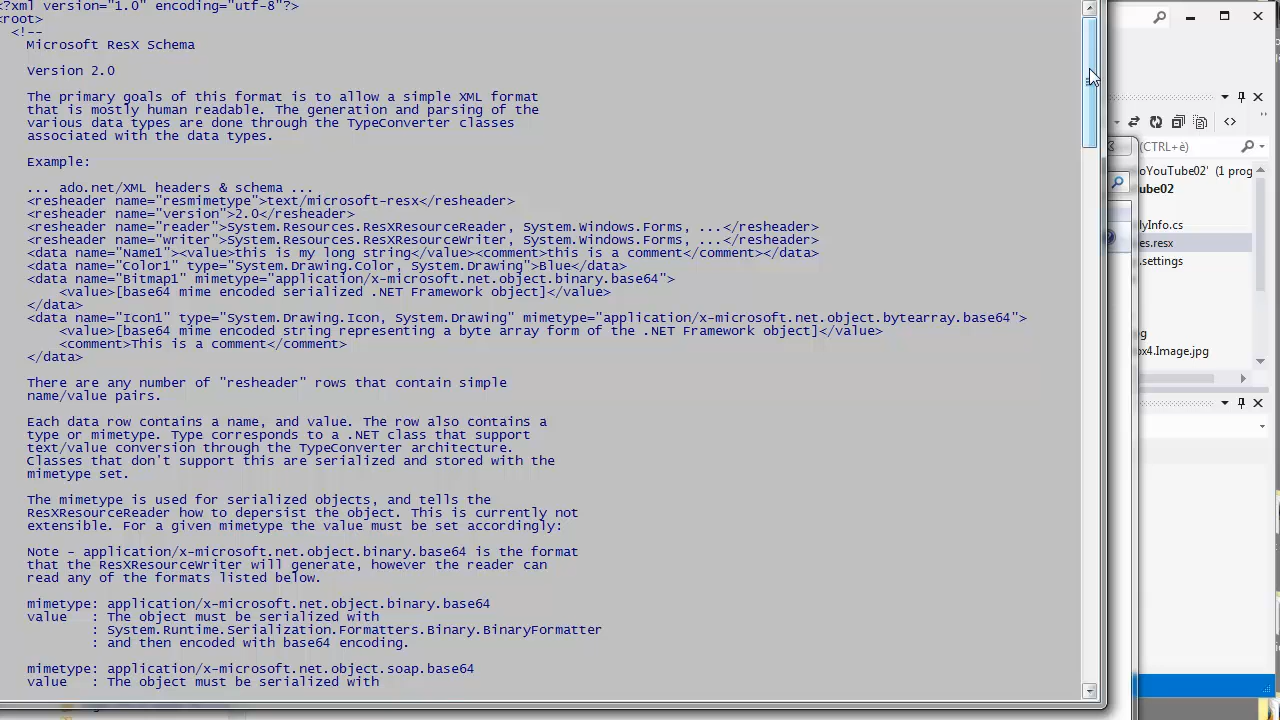 <?xml version="1.0" encoding="utf-8"?>
<root>
<!--
Microsoft ResX Schema
Version 2.0
The primary goals of this format is to allow a simple XML format
that is mostly human readable. The generation and parsing of the
various data types are done through the TypeConverter classes
associated with the data types.
Example:
... ado.net/XML headers & schema ...
<resheader name="resmimetype">text/microsoft-resx</resheader>
<resheader name="version">2.0</resheader>
<resheader name="reader">System.Resources.ResXResourceReader, System.Windows.Forms, ...</resheader>
<resheader name="writer">System.Resources.ResXResourceWriter, System.Windows.Forms, ...</resheader>
<data name="Name1"><value>this is my long string</value><comment>this is a comment</comment></data>
<data name="Color1" type="System.Drawing.Color, System.Drawing">Blue</data>
<data name="Bitmap1" mimetype="application/x-microsoft.net.object.binary.base64">
<value>[base64 mime encoded serialized .NET Framework object]</value>
</data>
<data name="Icon1" type="System.Drawing.Icon, System.Drawing" mimetype="application/x-microsoft.net.object.bytearray.base64">
<value>[base64 mime encoded string representing a byte array form of the .NET Framework object]</value>
<comment>This is a comment</comment>
</data>
There are any number of "resheader" rows that contain simple
name/value pairs.
Each data row contains a name, and value. The row also contains a
type or mimetype. Type corresponds to a .NET class that support
text/value conversion through the TypeConverter architecture.
Classes that don't support this are serialized and stored with the
mimetype set.
The mimetype is used for serialized objects, and tells the
ResXResourceReader how to depersist the object. This is currently not
extensible. For a given mimetype the value must be set accordingly:
Note - application/x-microsoft.net.object.binary.base64 is the format
that the ResXResourceWriter will generate, however the reader can
read any of the formats listed below.
mimetype: application/x-microsoft.net.object.binary.base64
value : The object must be serialized with
: System.Runtime.Serialization.Formatters.Binary.BinaryFormatter
: and then encoded with base64 encoding.
mimetype: application/x-microsoft.net.object.soap.base64
value : The object must be serialized with
(CTRL+è)
oYouTube02' (1 prog
ube02
lyInfo.cs
es.resx
.settings
g
ox4.Image.jpg